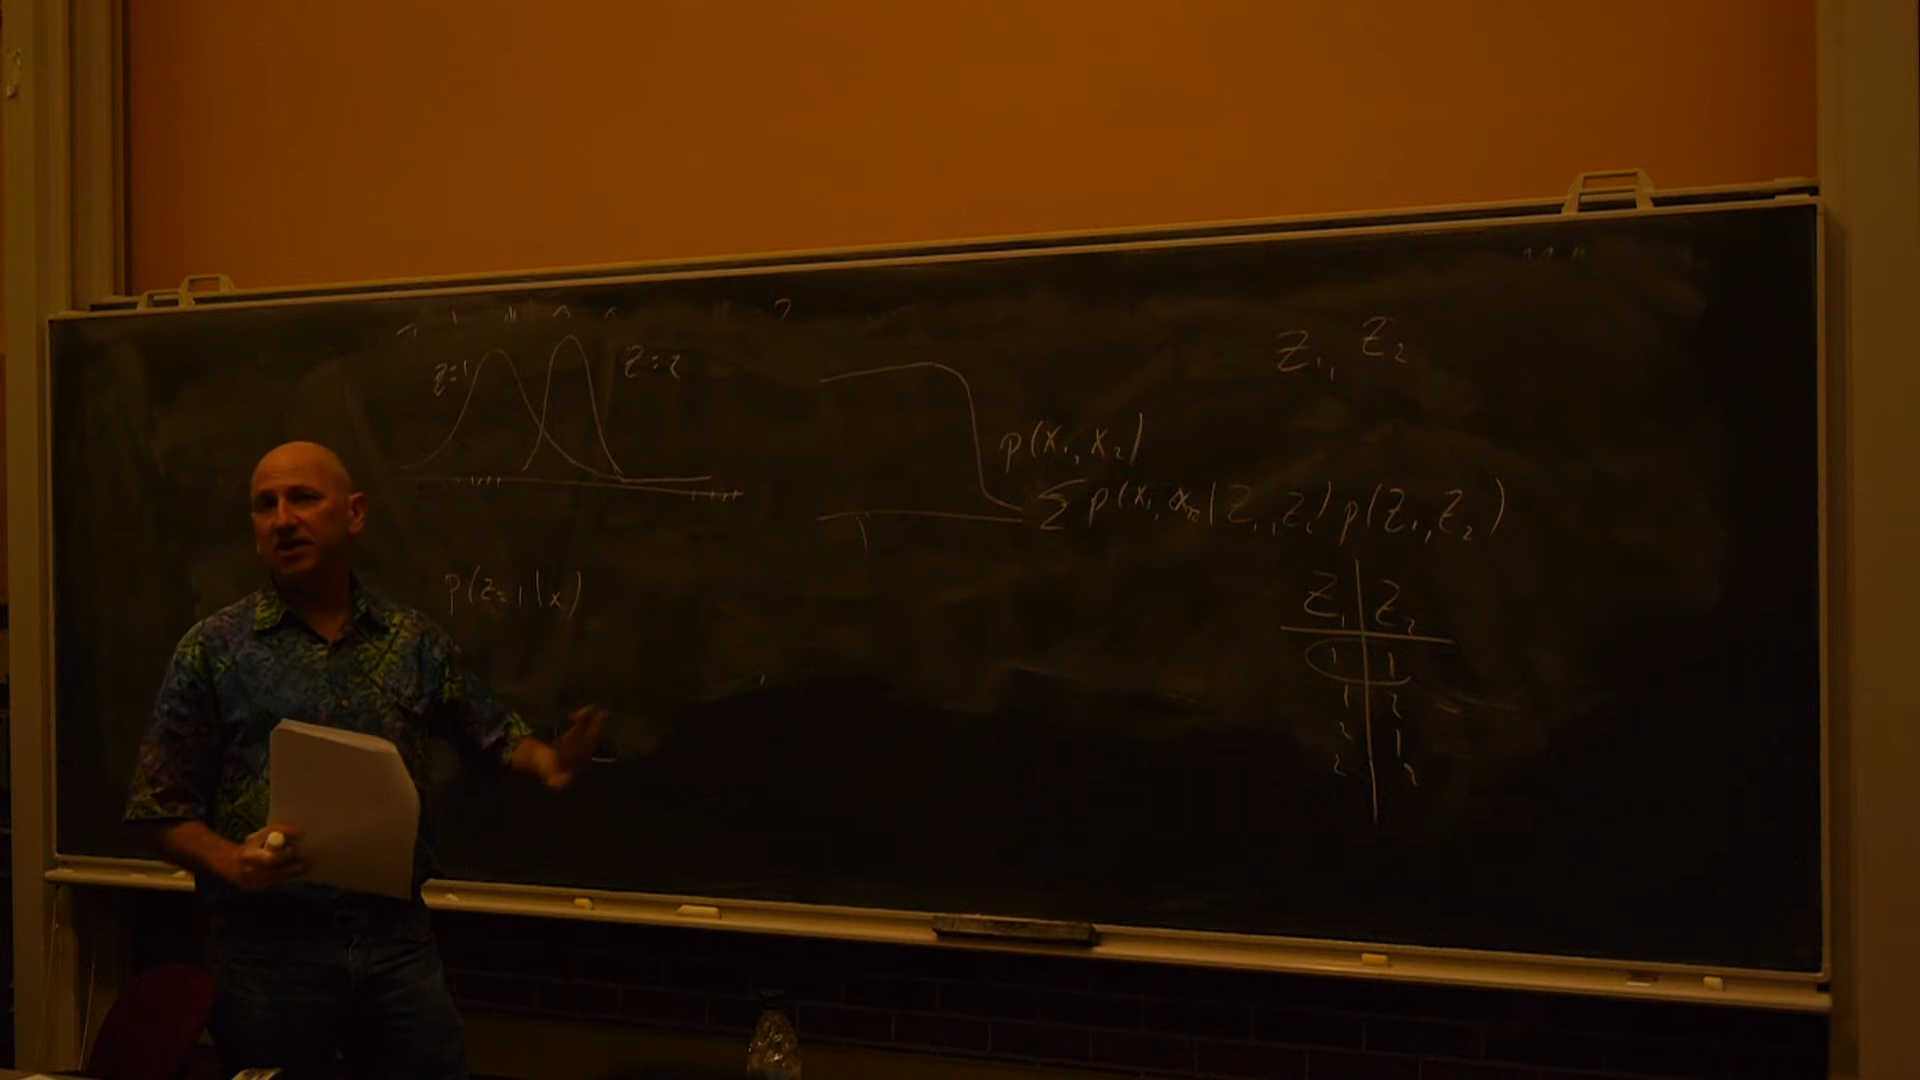 z=1
z=2
p(z=1|x)
p(x₁, x₂)
∑ p(x₁, x₂ | z₁, z₂) p(z₁, z₂)
z₁, z₂
z₁ z₂
1 1
1 2
2 1
2 2